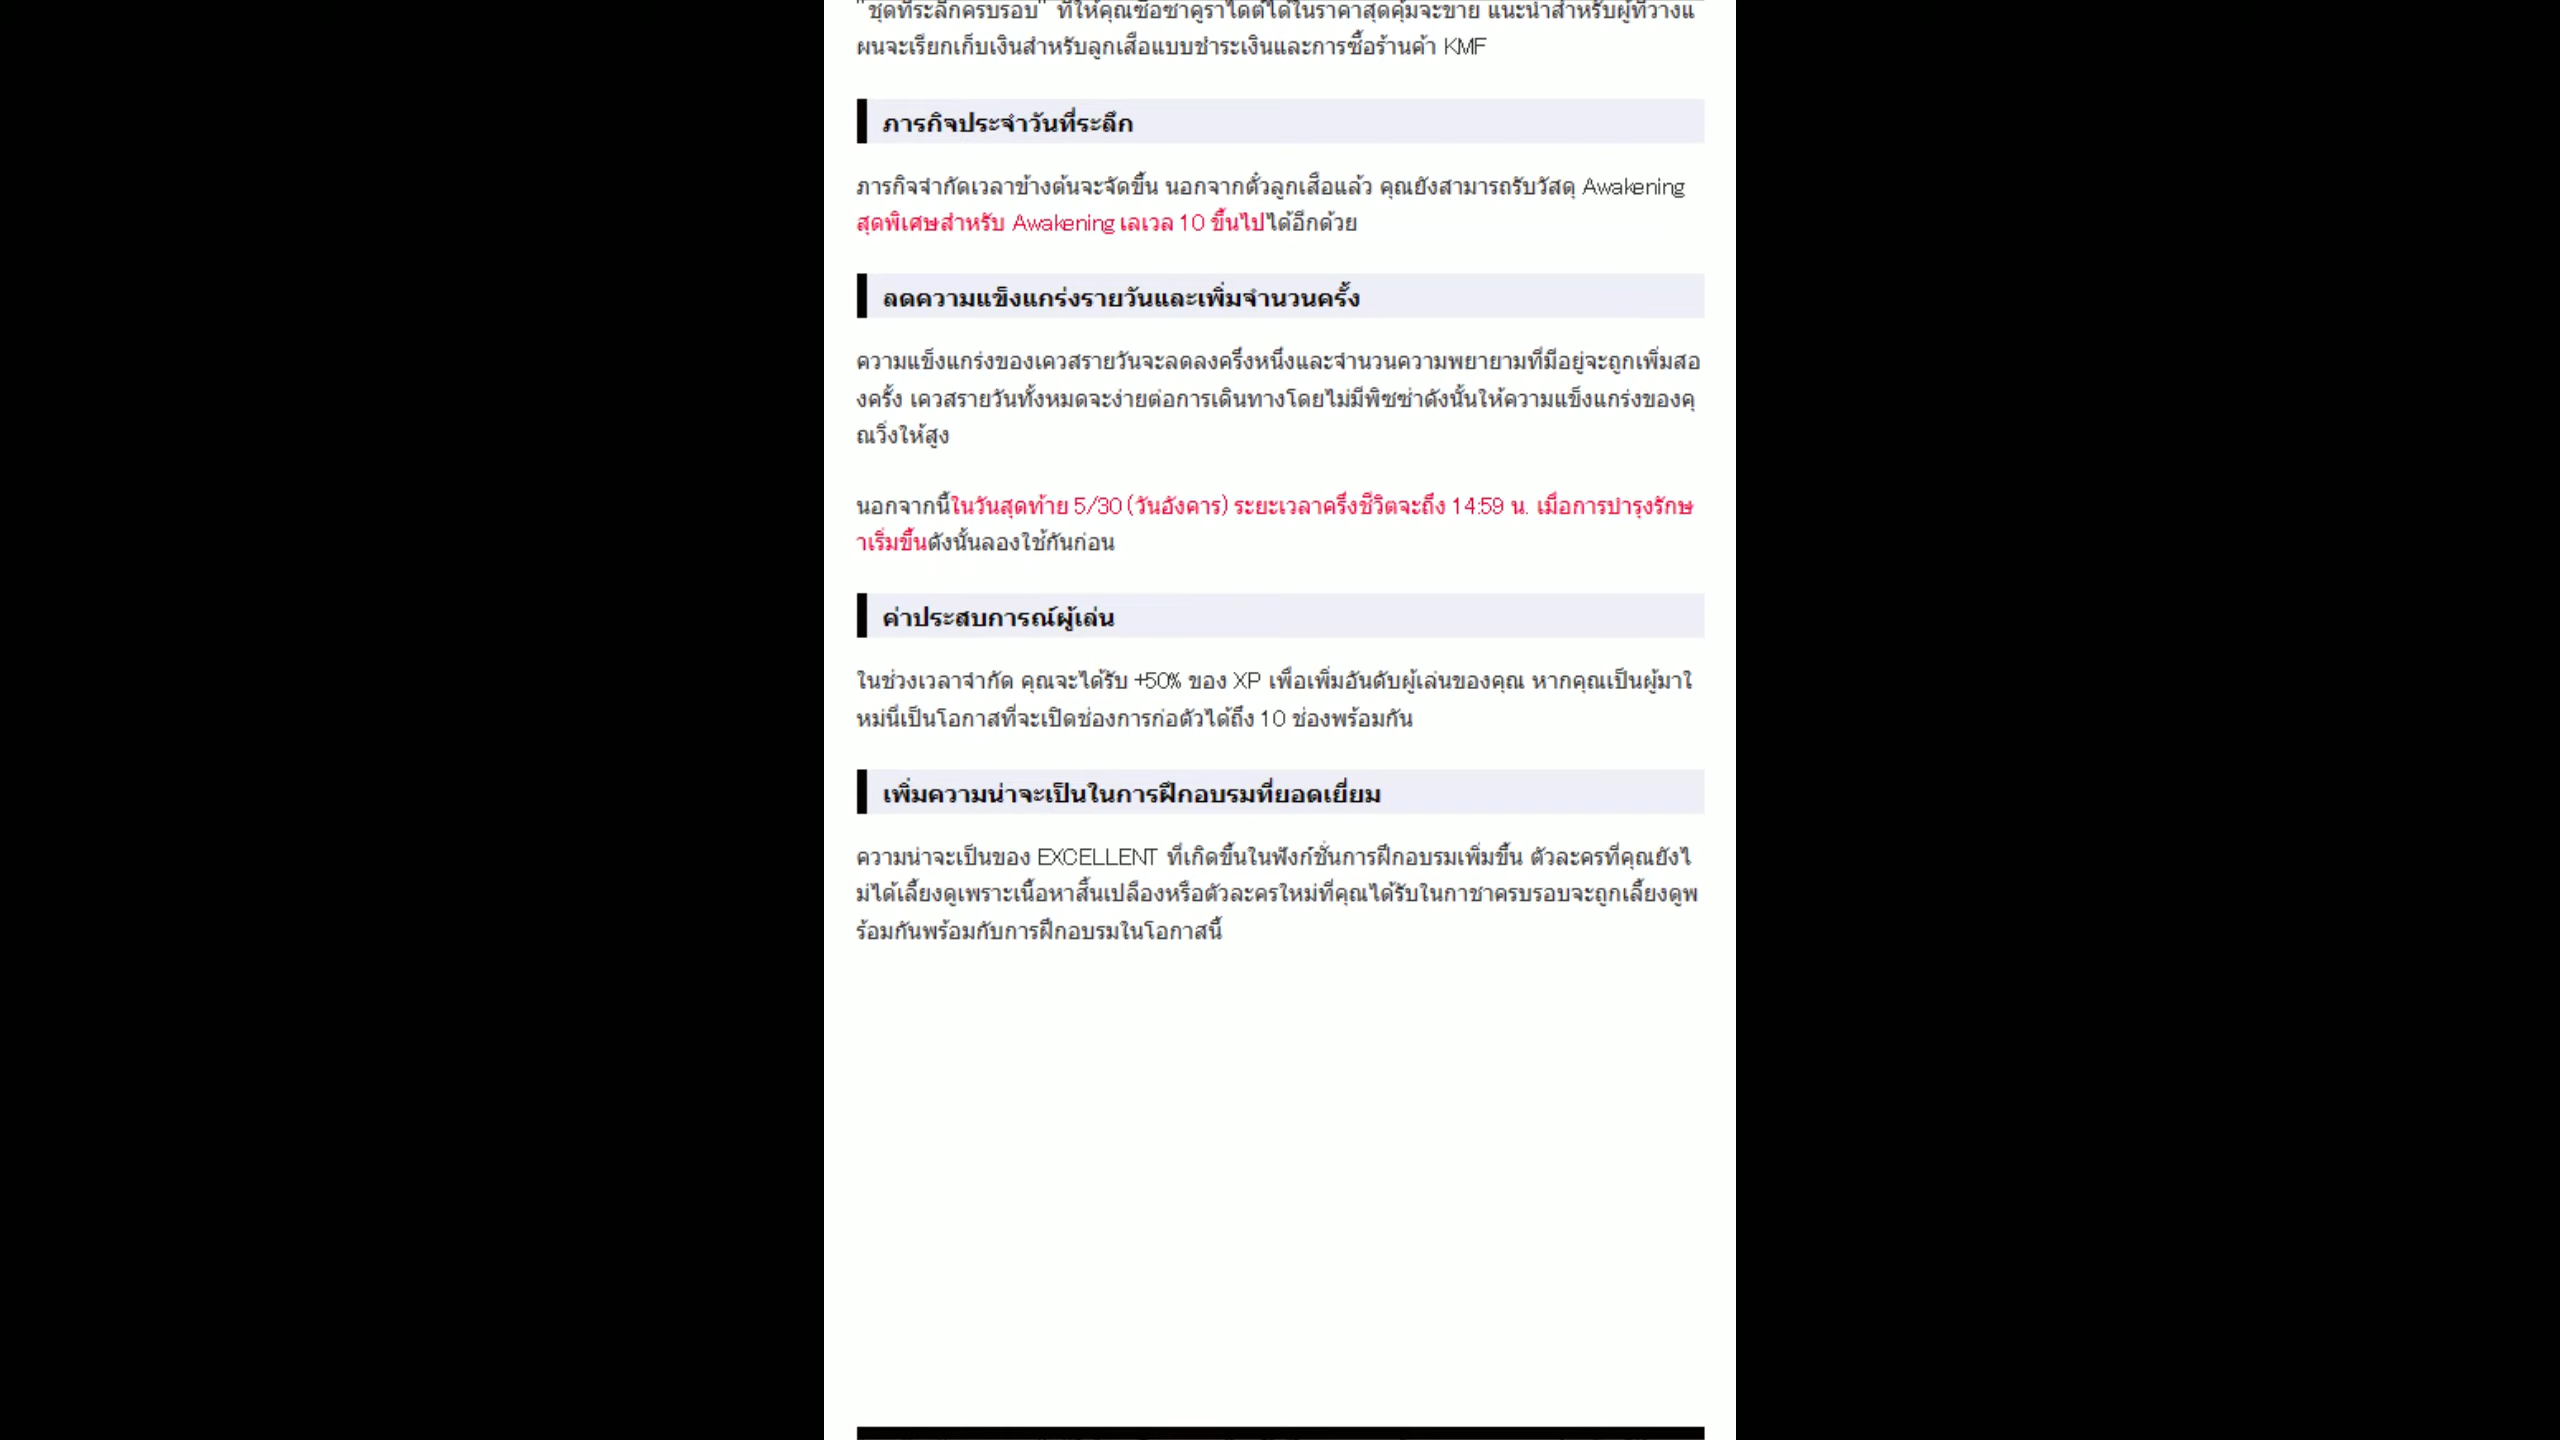 "ชุดที่ระลึกครบรอบ" ที่ให้คุณซื้อซาคุราไดต์ได้ในราคาสุดคุ้มจะขาย แนะนำสำหรับผู้ที่วางแ
ผนจะเรียกเก็บเงินสำหรับลูกเสือแบบชำระเงินและการซื้อร้านค้า KMF
ภารกิจประจำวันที่ระลึก
ภารกิจจำกัดเวลาข้างต้นจะจัดขึ้น นอกจากตั๋วลูกเสือแล้ว คุณยังสามารถรับวัสดุ Awakening
สุดพิเศษสำหรับ Awakening เลเวล 10 ขึ้นไปได้อีกด้วย
ลดความแข็งแกร่งรายวันและเพิ่มจำนวนครั้ง
ความแข็งแกร่งของเควสรายวันจะลดลงครึ่งหนึ่งและจำนวนความพยายามที่มีอยู่จะถูกเพิ่มสอ
งครั้ง เควสรายวันทั้งหมดจะง่ายต่อการเดินทางโดยไม่มีพิซซ่าดังนั้นให้ความแข็งแกร่งของคุ
ณวิ่งให้สูง
นอกจากนี้ในวันสุดท้าย 5/30 (วันอังคาร) ระยะเวลาครึ่งชีวิตจะถึง 14:59 น. เมื่อการบำรุงรักษ
าเริ่มขึ้นดังนั้นลองใช้กันก่อน
ค่าประสบการณ์ผู้เล่น
ในช่วงเวลาจำกัด คุณจะได้รับ +50% ของ XP เพื่อเพิ่มอันดับผู้เล่นของคุณ หากคุณเป็นผู้มาใ
หม่นี่เป็นโอกาสที่จะเปิดช่องการก่อตัวได้ถึง 10 ช่องพร้อมกัน
เพิ่มความน่าจะเป็นในการฝึกอบรมที่ยอดเยี่ยม
ความน่าจะเป็นของ EXCELLENT ที่เกิดขึ้นในฟังก์ชั่นการฝึกอบรมเพิ่มขึ้น ตัวละครที่คุณยังไ
ม่ได้เลี้ยงดูเพราะเนื้อหาสิ้นเปลืองหรือตัวละครใหม่ที่คุณได้รับในกาชาครบรอบจะถูกเลี้ยงดูพ
ร้อมกันพร้อมกับการฝึกอบรมในโอกาสนี้